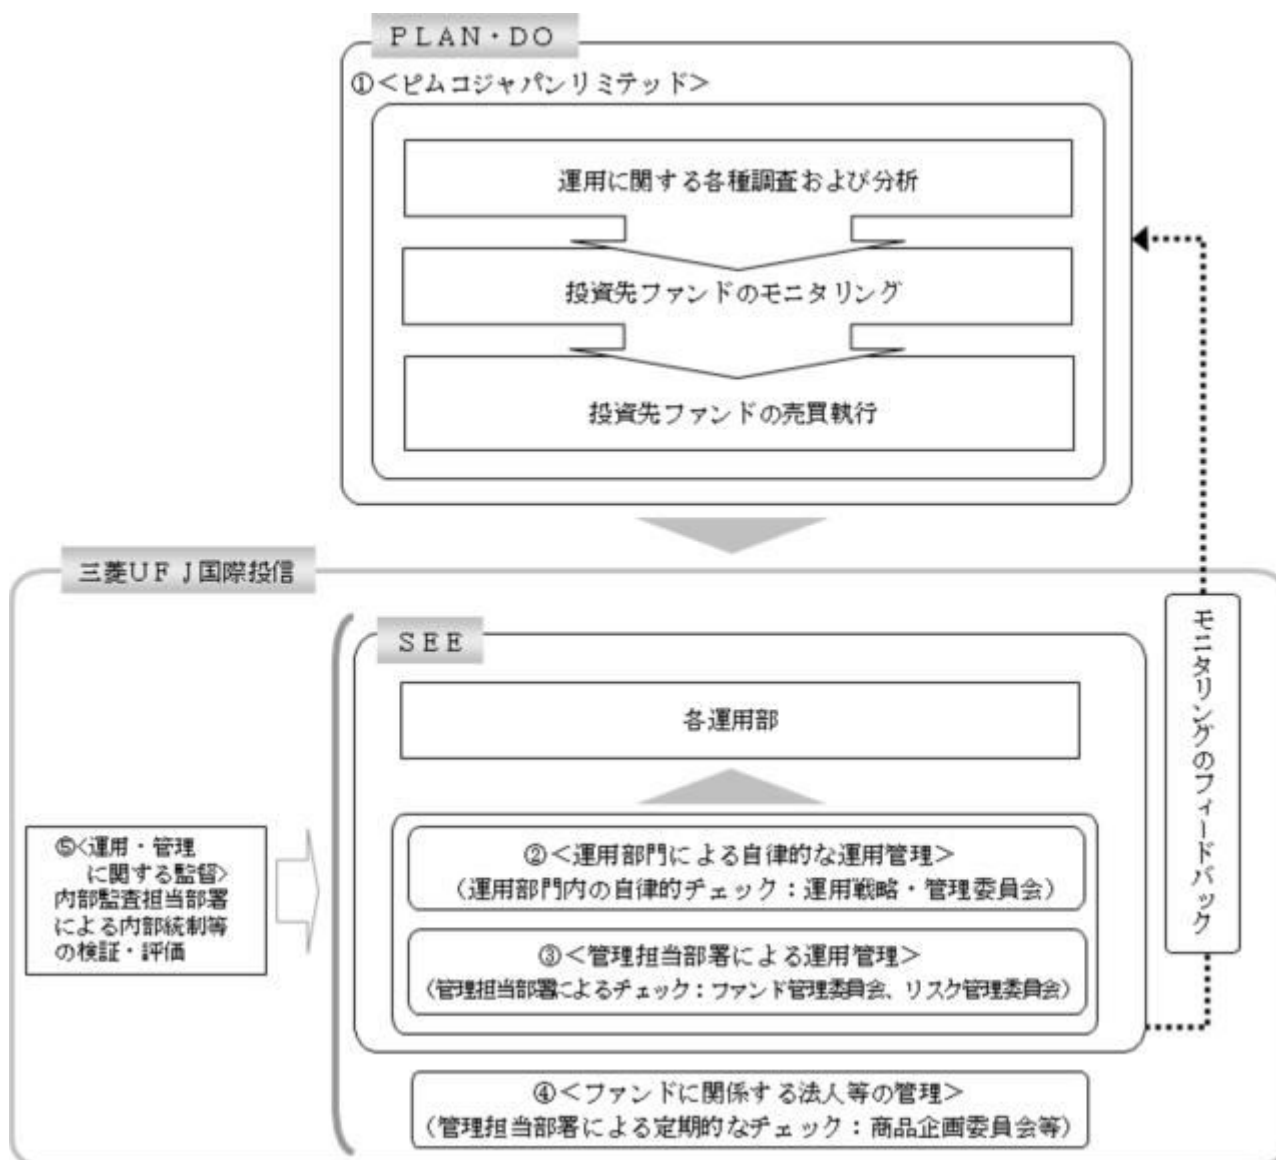 ＰＬＡＮ・ＤＯ
①＜ピムコジャパンリミテッド＞
運用に関する各種調査および分析
投資先ファンドのモニタリング
投資先ファンドの売買執行
三菱ＵＦＪ国際投信
ＳＥＥ
各運用部
②＜運用部門による自律的な運用管理＞
（運用部門内の自律的チェック：運用戦略・管理委員会）
③＜管理担当部署による運用管理＞
（管理担当部署によるチェック：ファンド管理委員会、リスク管理委員会）
④＜ファンドに関係する法人等の管理＞
（管理担当部署による定期的なチェック：商品企画委員会等）
⑤＜運用・管理
に関する監督＞
内部監査担当部署
による内部統制等
の検証・評価
モニタリングのフィードバック